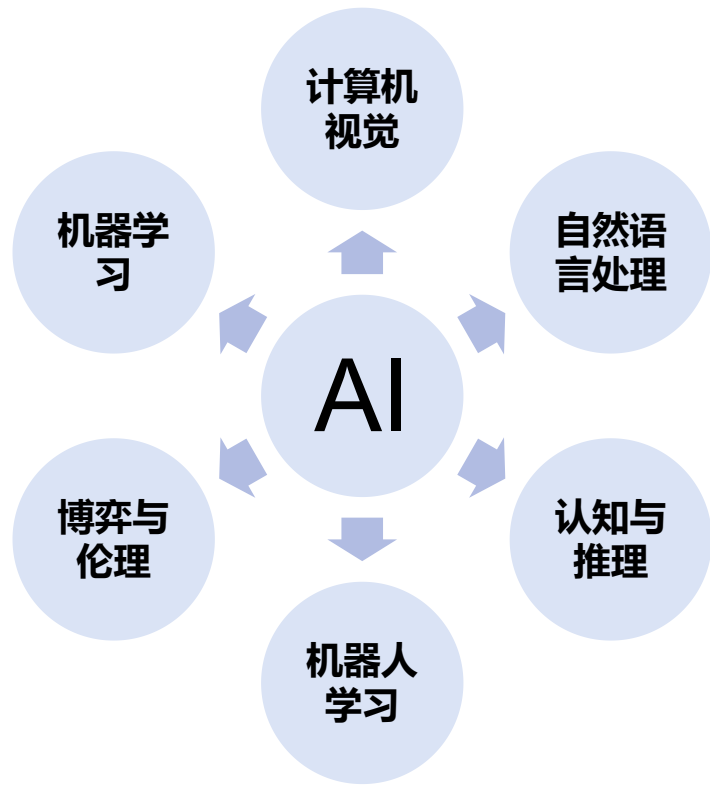 计算机
视觉
机器学
习
自然语
言处理
AI
博弈与
伦理
认知与
推理
机器人
学习